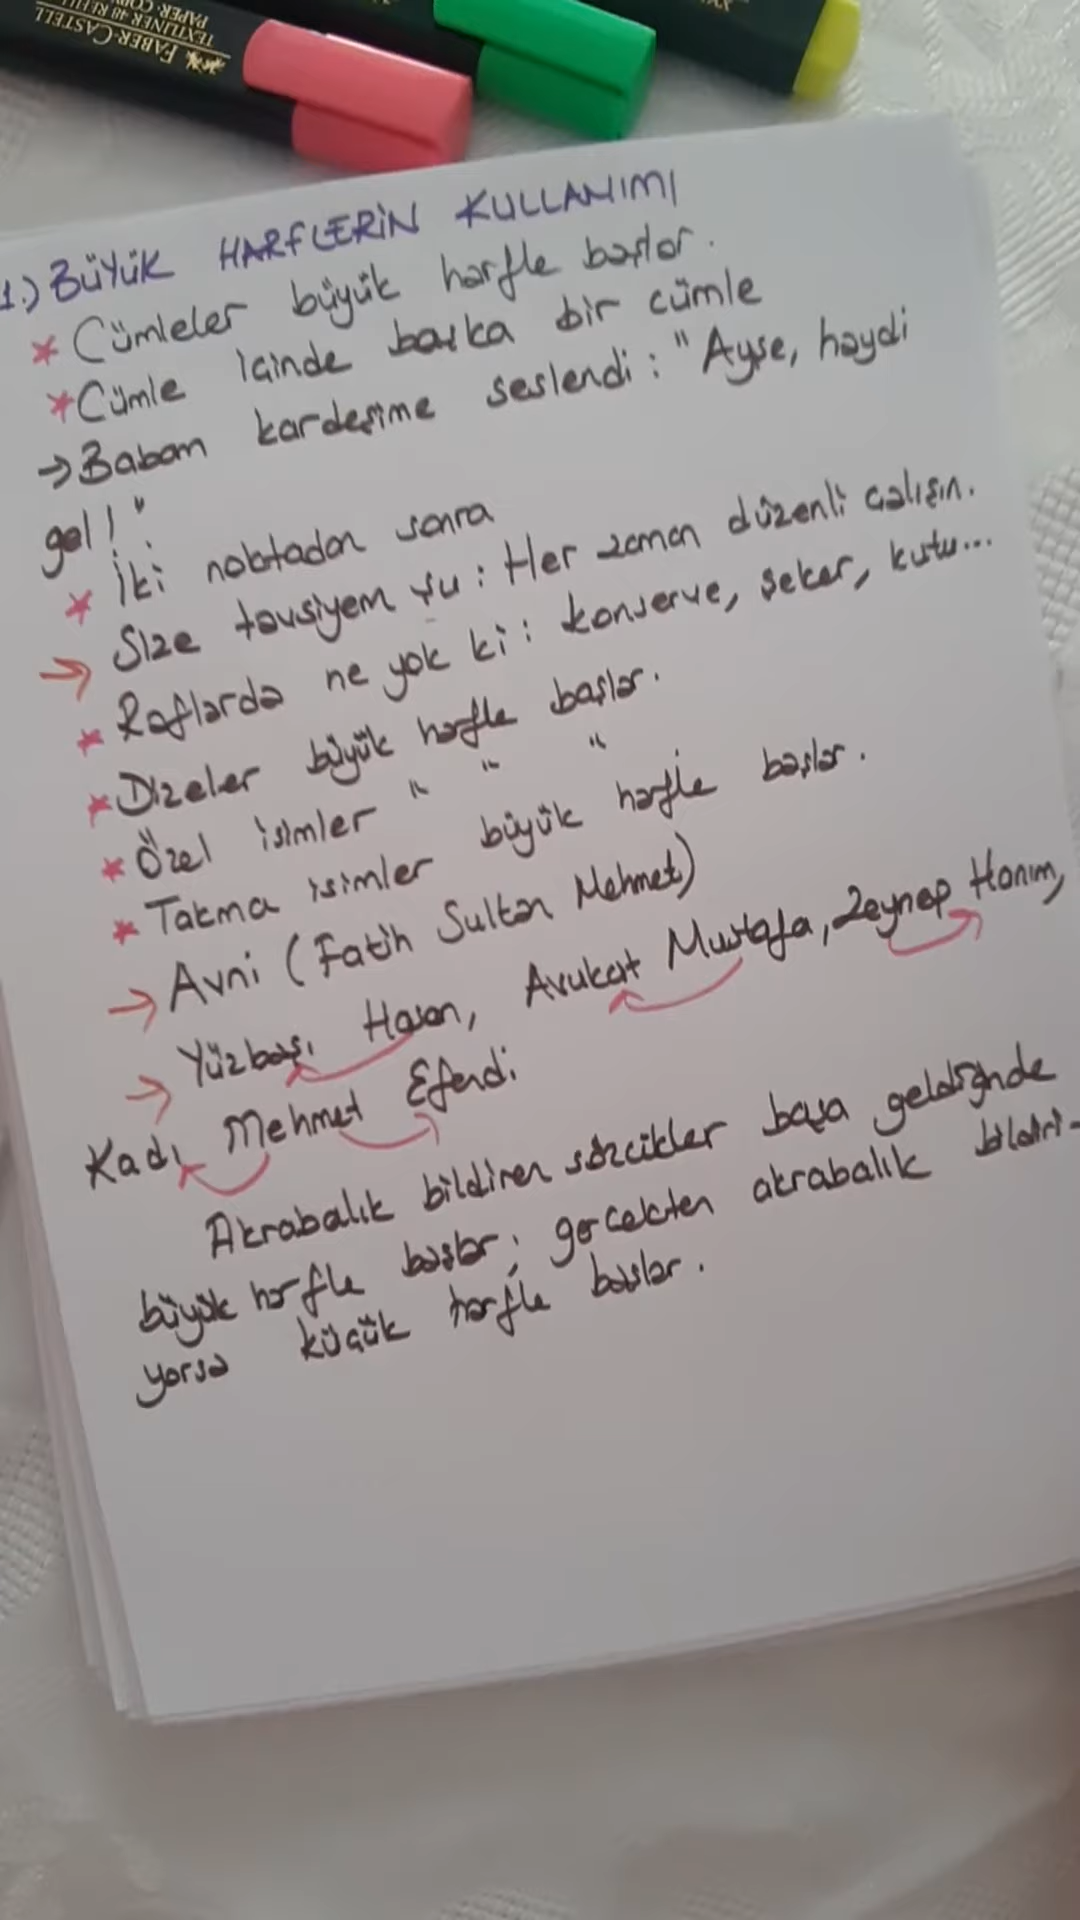 FABER-CASTELL
TEXTLINER 48 REFILL
1.) BÜYÜK HARFLERİN KULLANIMI
* Cümleler büyük harfle başlar.
* Cümle içinde başka bir cümle
→ Babam kardeşime seslendi : "Ayşe, haydi
gel!"
* İki noktadan sonra
→ Size tavsiyem şu : Her zaman düzenli çalışın.
* Raflarda ne yok ki : konserve, şeker, kutu...
* Dizeler büyük harfle başlar.
* Özel isimler " " "
* Takma isimler büyük harfle başlar.
→ Avni (Fatih Sultan Mehmet)
→ Yüzbaşı Hasan, Avukat Mustafa, Zeynep Hanım,
Kadı Mehmet Efendi
Akrabalık bildiren sözcükler başa geldiğinde
büyük harfle başlar; gerçekten akrabalık bildiri-
yorsa küçük harfle başlar.